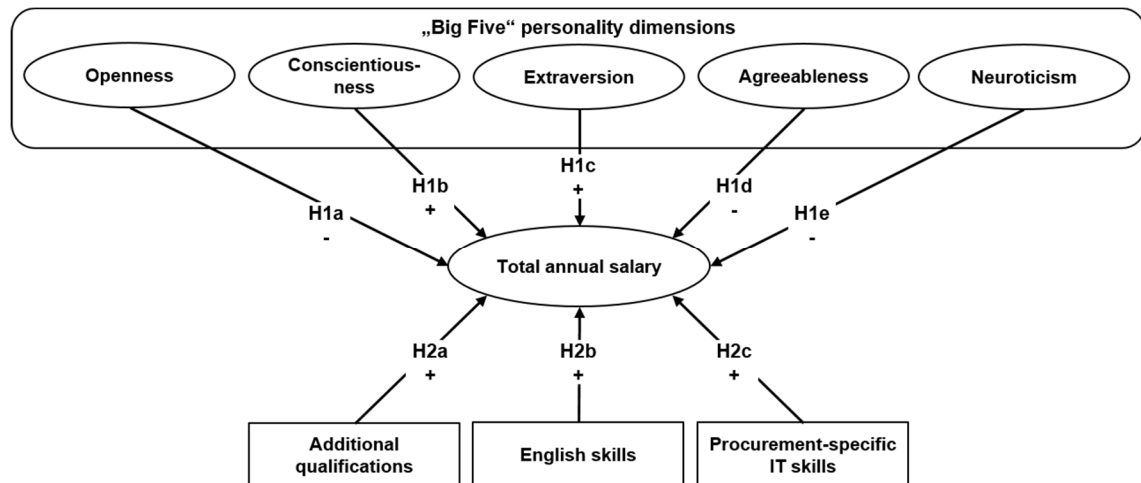 „Big Five“ personality dimensions
Openness
Conscientious-
ness
Extraversion
Agreeableness
Neuroticism
H1a
-
H1b
+
H1c
+
H1d
-
H1e
-
Total annual salary
H2a
+
H2b
+
H2c
+
Additional
qualifications
English skills
Procurement-specific
IT skills